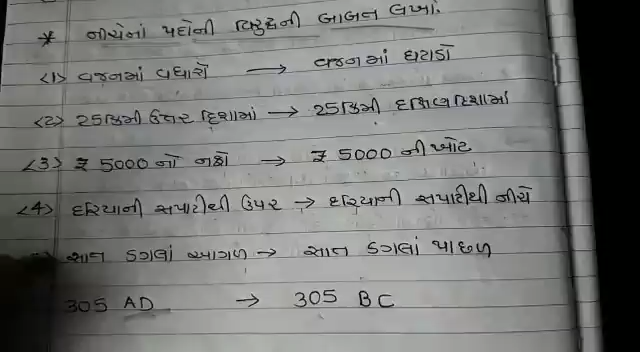 * નીચેનાં પદોની વિરુદ્ધની બાબત લખો.
<1> વજનમાં વધારો → વજનમાં ઘટાડો
<2> 25 કિમી ઉત્તર દિશામાં → 25 કિમી દક્ષિણ દિશામાં
<3> ₹ 5000 નો નફો → ₹ 5000 ની ખોટ
<4> દરિયાની સપાટીથી ઉપર → દરિયાની સપાટીથી નીચે
સાત ડગલાં આગળ → સાત ડગલાં પાછળ
305 AD → 305 BC